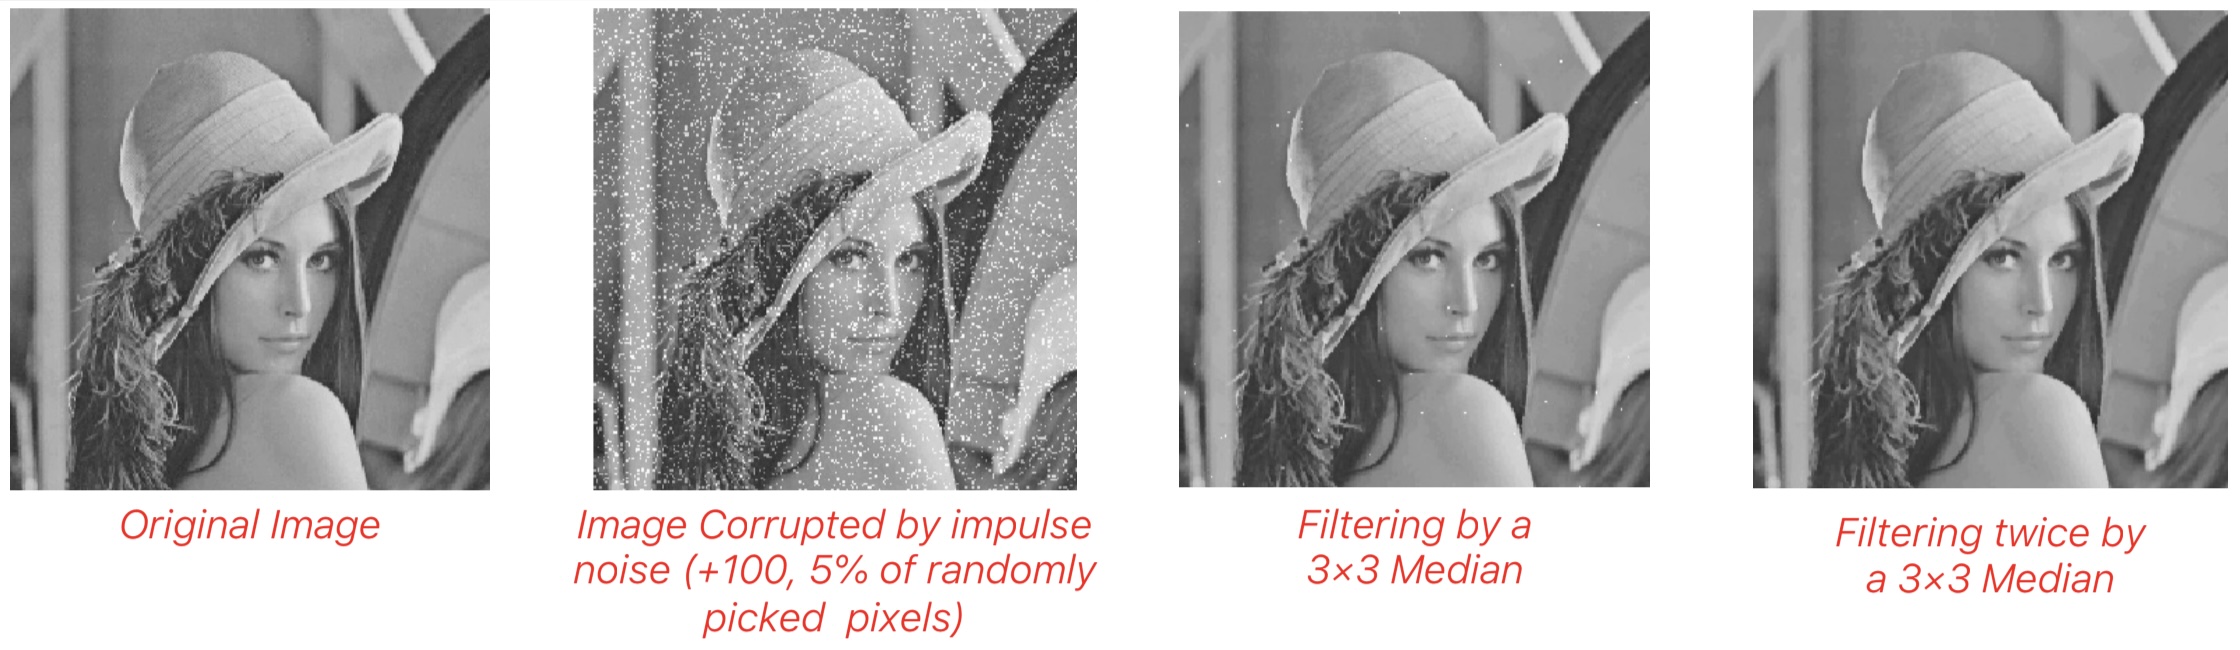 Original Image
Image Corrupted by impulse
noise (+100, 5% of randomly
picked pixels)
Filtering by a
3×3 Median
Filtering twice by
a 3×3 Median